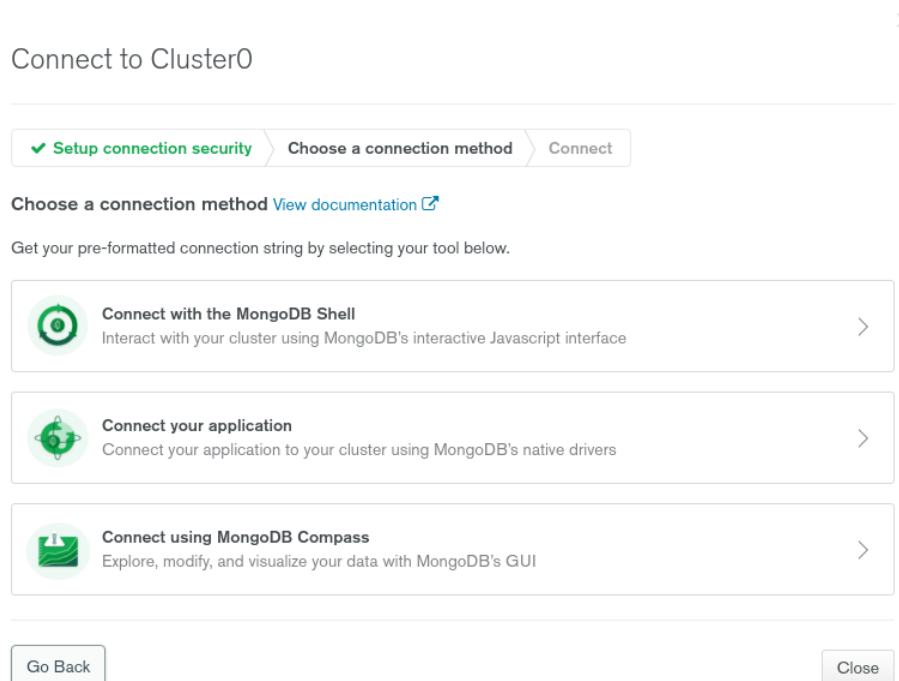 Connect to Cluster0
Setup connection security
Choose a connection method
Connect
Choose a connection method View documentation
Get your pre-formatted connection string by selecting your tool below.
Connect with the MongoDB Shell
Interact with your cluster using MongoDB's interactive Javascript interface
Connect your application
Connect your application to your cluster using MongoDB's native drivers
Connect using MongoDB Compass
Explore, modify, and visualize your data with MongoDB's GUI
Go Back
Close